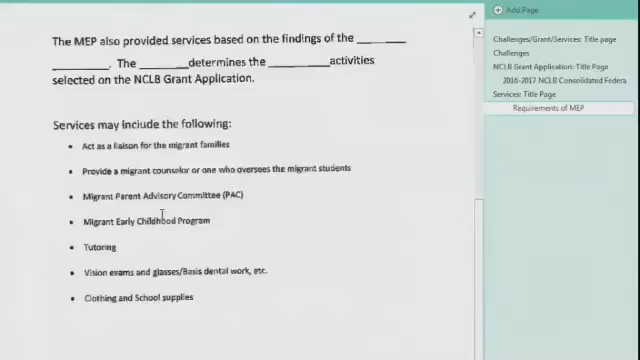 The MEP also provided services based on the findings of the ________
__________. The ________determines the __________activities
selected on the NCLB Grant Application.
Services may include the following:
• Act as a liaison for the migrant families
• Provide a migrant counselor or one who oversees the migrant students
• Migrant Parent Advisory Committee (PAC)
• Migrant Early Childhood Program
• Tutoring
• Vision exams and glasses/Basis dental work, etc.
• Clothing and School supplies
Add Page
Challenges/Grant/Services: Title page
Challenges
NCLB Grant Application: Title Page
2016-2017 NCLB Consolidated Federa
Services: Title Page
Requirements of MEP